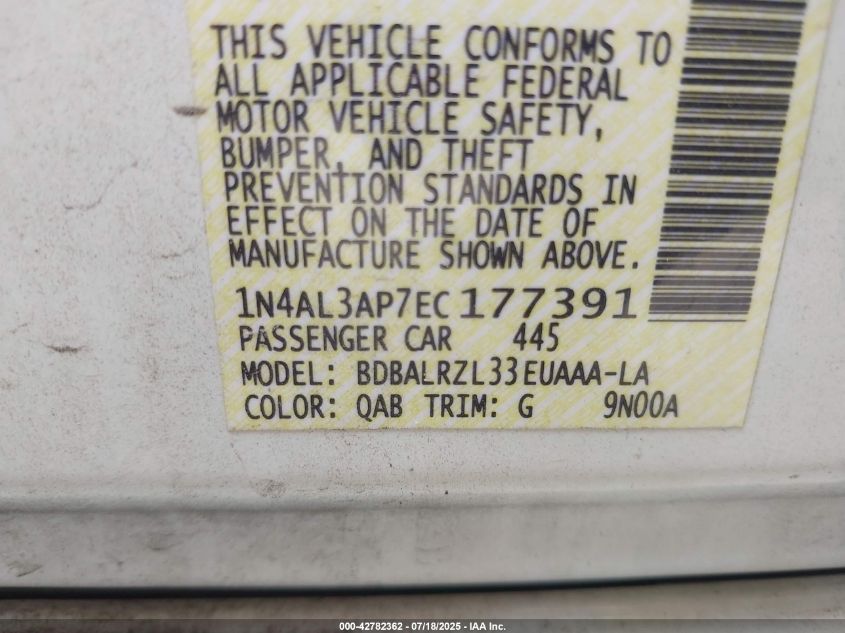 THIS VEHICLE CONFORMS TO
ALL APPLICABLE FEDERAL
MOTOR VEHICLE SAFETY,
BUMPER, AND THEFT
PREVENTION STANDARDS IN
EFFECT ON THE DATE OF
MANUFACTURE SHOWN ABOVE.
1N4AL3AP7EC177391
PASSENGER CAR 445
MODEL: BDBALRZL33EUAAA-LA
COLOR: QAB TRIM: G 9N00A
000-42782362 - 07/18/2025 - IAA Inc.